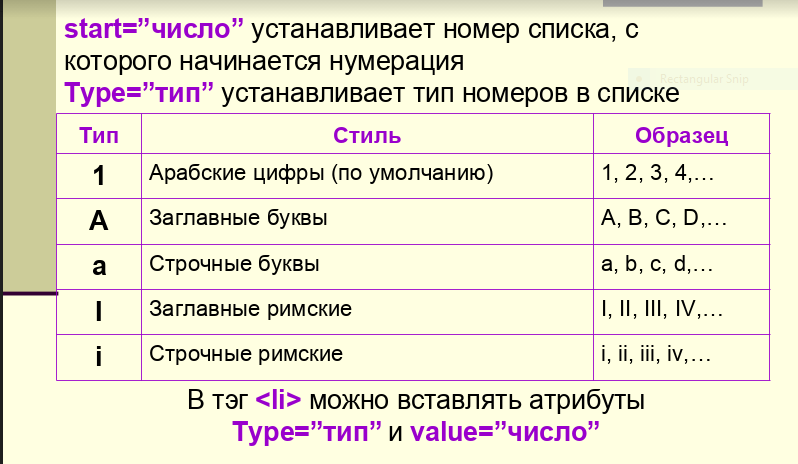 start=”число” устанавливает номер списка, с
которого начинается нумерация
Type=”тип” устанавливает тип номеров в списке
Rectangular Snip
Тип Стиль Образец
1 Арабские цифры (по умолчанию) 1, 2, 3, 4,…
A Заглавные буквы A, B, C, D,…
a Строчные буквы a, b, c, d,…
I Заглавные римские I, II, III, IV,…
i Строчные римские i, ii, iii, iv,…
В тэг <li> можно вставлять атрибуты
Type=”тип” и value=”число”